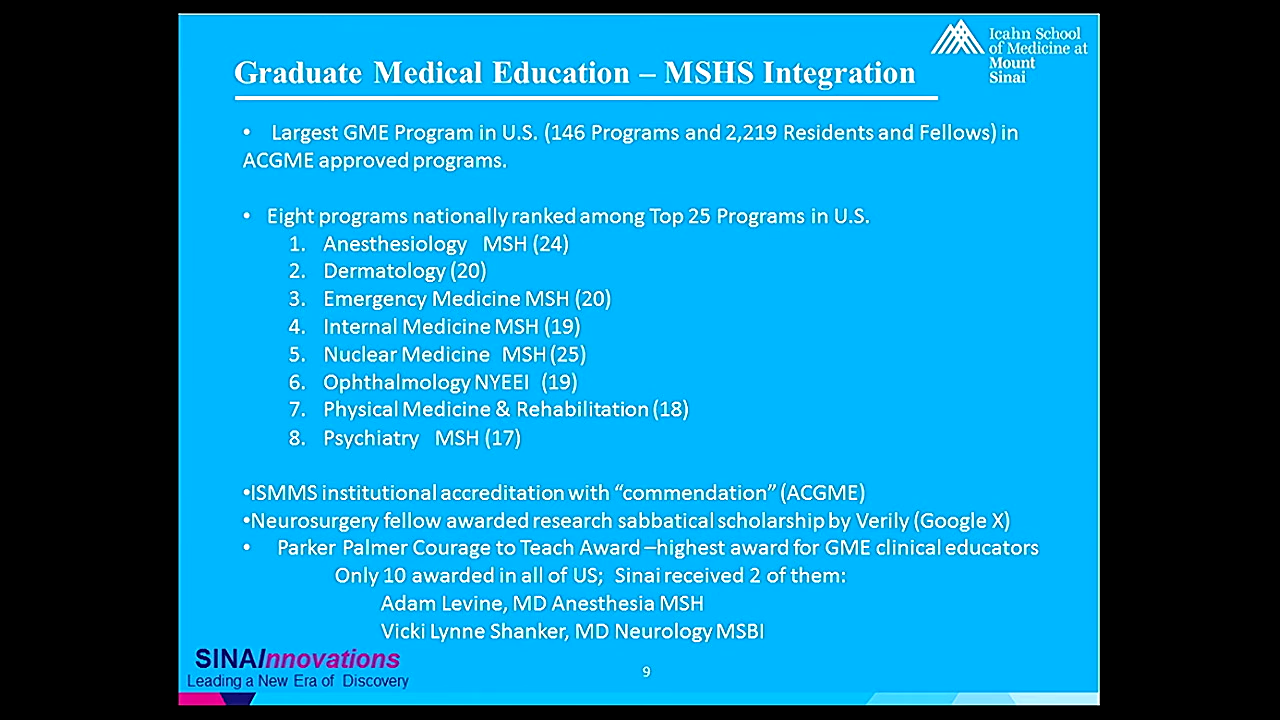 Icahn School
of Medicine at
Mount
Sinai
Graduate Medical Education – MSHS Integration
• Largest GME Program in U.S. (146 Programs and 2,219 Residents and Fellows) in
ACGME approved programs.
• Eight programs nationally ranked among Top 25 Programs in U.S.
1. Anesthesiology MSH (24)
2. Dermatology (20)
3. Emergency Medicine MSH (20)
4. Internal Medicine MSH (19)
5. Nuclear Medicine MSH (25)
6. Ophthalmology NYEEI (19)
7. Physical Medicine & Rehabilitation (18)
8. Psychiatry MSH (17)
•ISMMS institutional accreditation with “commendation” (ACGME)
•Neurosurgery fellow awarded research sabbatical scholarship by Verily (Google X)
• Parker Palmer Courage to Teach Award –highest award for GME clinical educators
Only 10 awarded in all of US; Sinai received 2 of them:
Adam Levine, MD Anesthesia MSH
Vicki Lynne Shanker, MD Neurology MSBI
SINAInnovations
Leading a New Era of Discovery
9